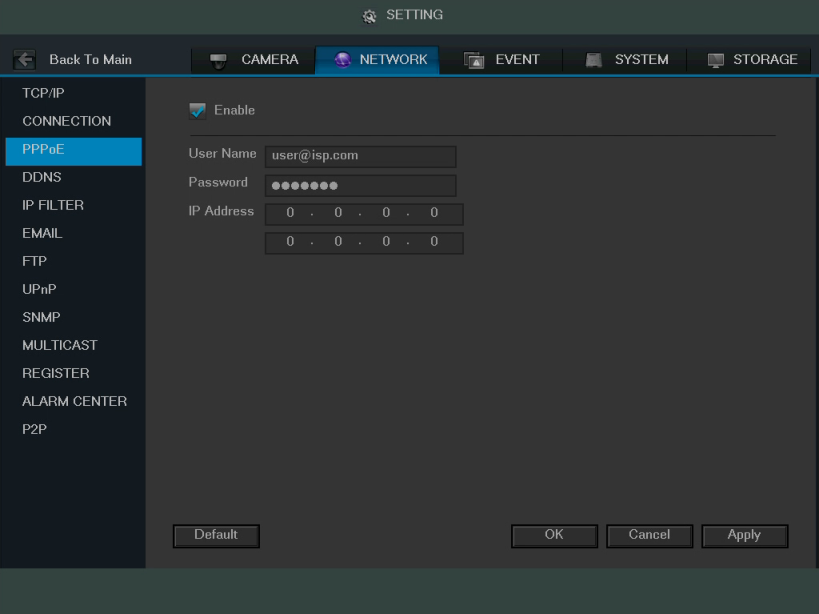 SETTING
Back To Main
CAMERA
NETWORK
EVENT
SYSTEM
STORAGE
TCP/IP
CONNECTION
PPPoE
DDNS
IP FILTER
EMAIL
FTP
UPnP
SNMP
MULTICAST
REGISTER
ALARM CENTER
P2P
Enable
User Name user@isp.com
Password ●●●●●●●
IP Address 0 . 0 . 0 . 0
0 . 0 . 0 . 0
Default
OK
Cancel
Apply